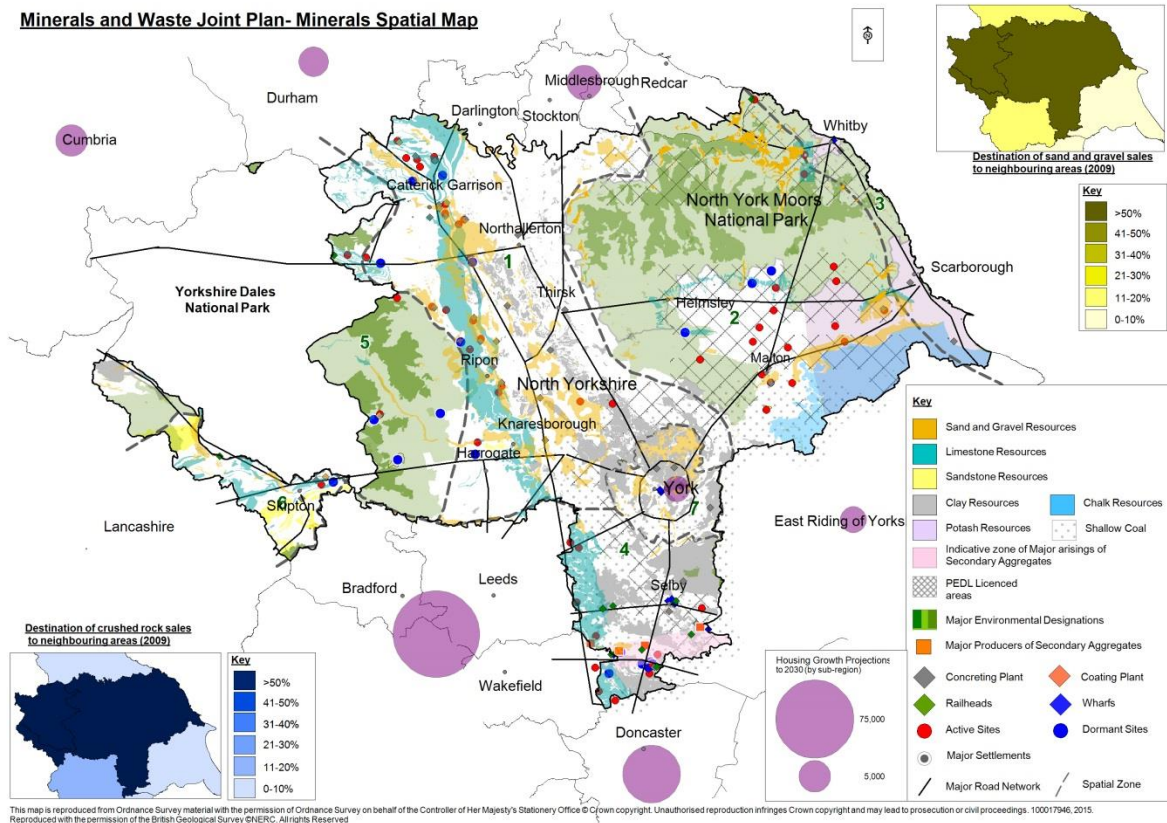 Minerals and Waste Joint Plan- Minerals Spatial Map
N
Destination of sand and gravel sales
to neighbouring areas (2009)
Key
>50%
41-50%
31-40%
21-30%
11-20%
0-10%
Durham
Cumbria
Middlesbrough
Redcar
Darlington
Stockton
Whitby
Catterick Garrison
North York Moors
National Park
3
Northallerton
1
Scarborough
Yorkshire Dales
National Park
Thirsk
Helmsley
2
5
Malton
Ripon
North Yorkshire
Knaresborough
Harrogate
York
7
6
Skipton
Lancashire
East Riding of Yorks
4
Bradford
Leeds
Selby
Wakefield
Doncaster
Key
Sand and Gravel Resources
Limestone Resources
Sandstone Resources
Clay Resources
Chalk Resources
Potash Resources
Shallow Coal
Indicative zone of Major arisings of
Secondary Aggregates
PEDL Licenced
areas
Major Environmental Designations
Major Producers of Secondary Aggregates
Concreting Plant
Coating Plant
Railheads
Wharfs
Active Sites
Dormant Sites
Major Settlements
Major Road Network
Spatial Zone
Housing Growth Projections
to 2030 (by sub-region)
75,000
5,000
Destination of crushed rock sales
to neighbouring areas (2009)
Key
>50%
41-50%
31-40%
21-30%
11-20%
0-10%
This map is reproduced from Ordnance Survey material with the permission of Ordnance Survey on behalf of the Controller of Her Majesty's Stationery Office © Crown copyright. Unauthorised reproduction infringes Crown copyright and may lead to prosecution or civil proceedings. 100017946, 2015.
Reproduced with the permission of the British Geological Survey ©NERC. All rights Reserved